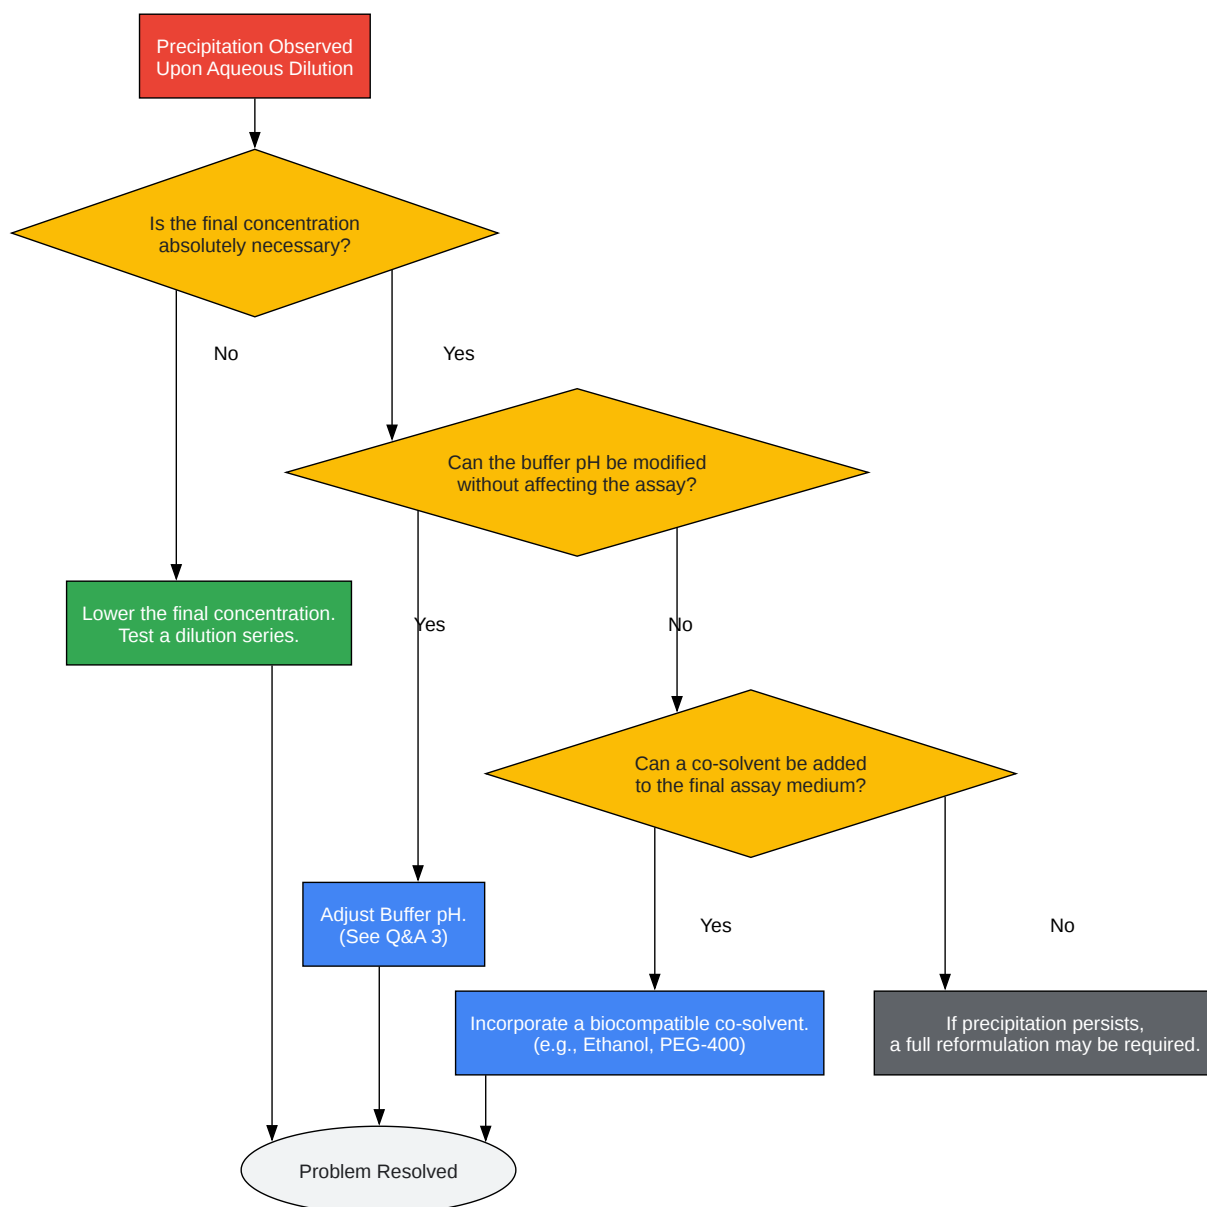 Precipitation Observed
Upon Aqueous Dilution
Is the final concentration
absolutely necessary?
No
Yes
Can the buffer pH be modified
without affecting the assay?
Lower the final concentration.
Test a dilution series.
Yes
No
Can a co-solvent be added
to the final assay medium?
Adjust Buffer pH.
(See Q&A 3)
Yes
No
Incorporate a biocompatible co-solvent.
(e.g., Ethanol, PEG-400)
If precipitation persists,
a full reformulation may be required.
Problem Resolved